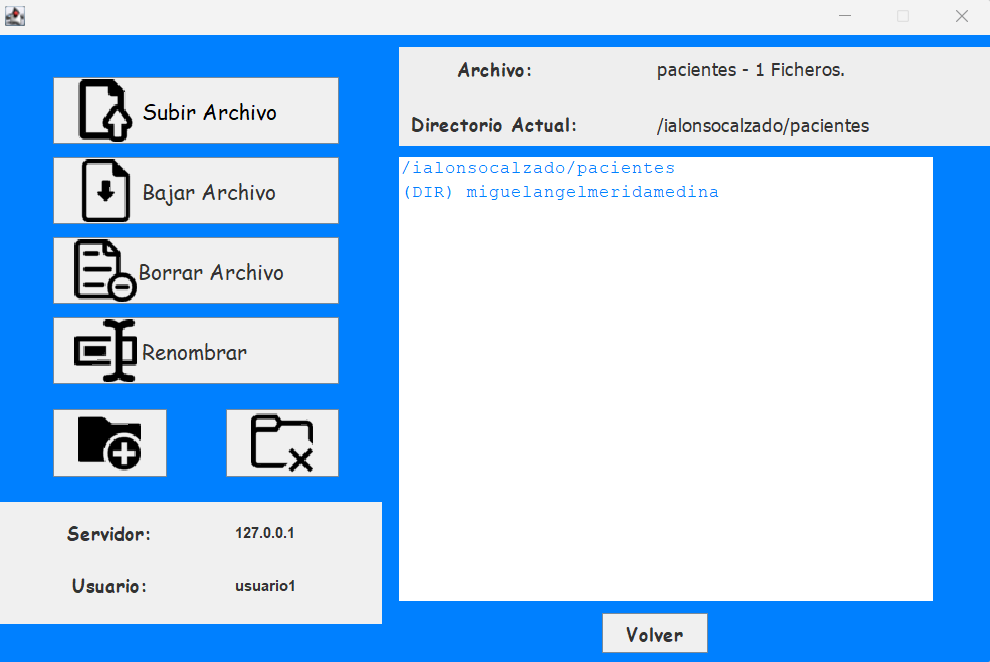 Subir Archivo
Bajar Archivo
Borrar Archivo
Renombrar
Servidor: 127.0.0.1
Usuario: usuario1
Archivo: pacientes - 1 Ficheros.
Directorio Actual: /ialonsocalzado/pacientes
/ialonsocalzado/pacientes
(DIR) miguelangelmeridamedina
Volver